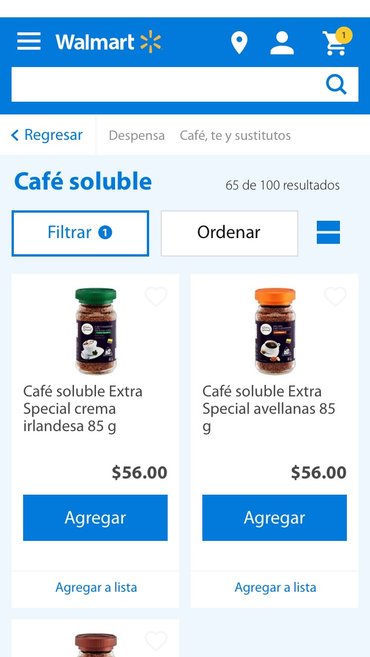 Walmart
1
Regresar
Despensa
Café, te y sustitutos
Café soluble
65 de 100 resultados
Filtrar 1
Ordenar
Café soluble Extra
Special crema
irlandesa 85 g
$56.00
Agregar
Agregar a lista
Café soluble Extra
Special avellanas 85
g
$56.00
Agregar
Agregar a lista